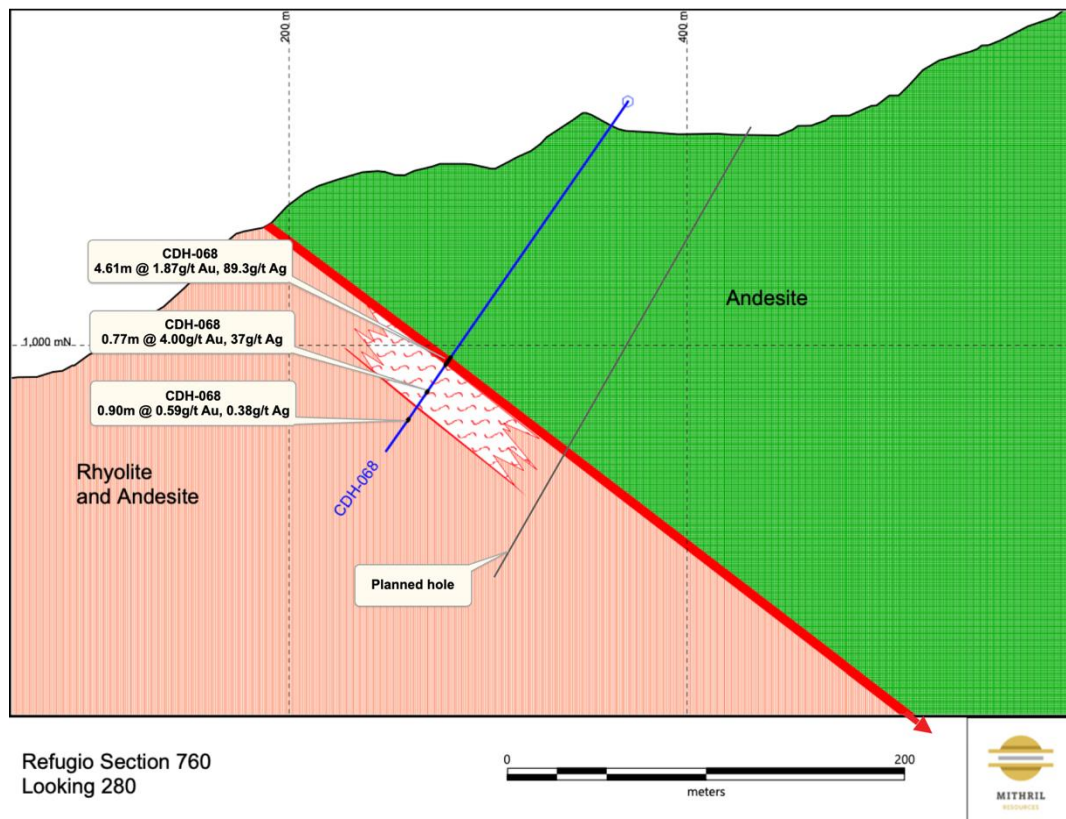 200 m
400 m
CDH-068
4.61m @ 1.87g/t Au, 89.3g/t Ag
Andesite
CDH-068
0.77m @ 4.00g/t Au, 37g/t Ag
1,000 mN
CDH-068
0.90m @ 0.59g/t Au, 0.38g/t Ag
Rhyolite
and Andesite
CDH-068
Planned hole
Refugio Section 760
Looking 280
0
200
meters
MITHRIL
RESOURCES